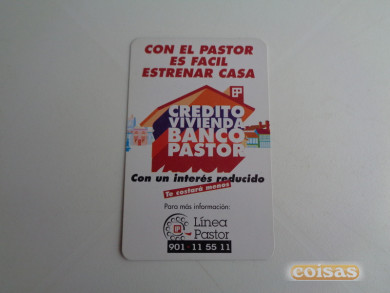 CON EL PASTOR
ES FACIL
ESTRENAR CASA
CREDITO
VIVIENDA
BANCO
PASTOR
Con un interés reducido
Te costará menos
Para más información:
Línea
Pastor
901 · 11 55 11
coisas